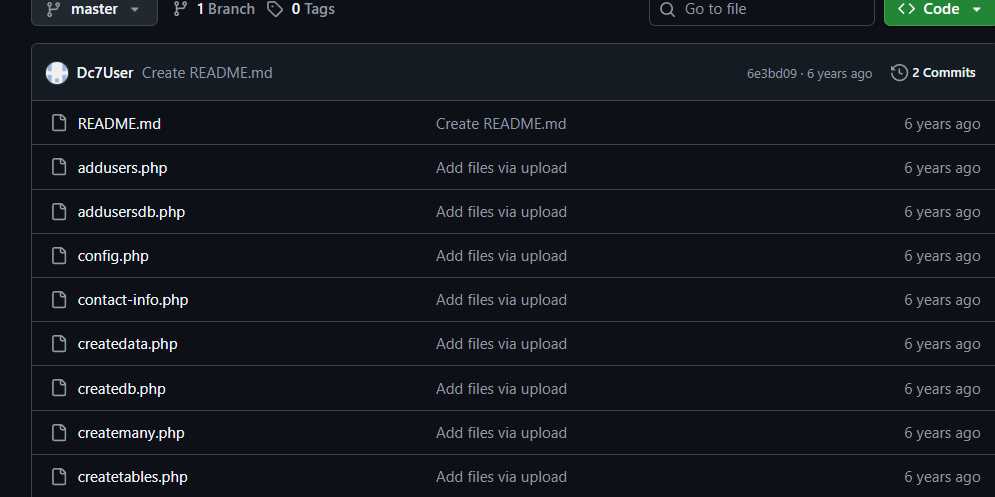 master 1 Branch 0 Tags Go to file Code
Dc7User Create README.md 6e3bd09 · 6 years ago 2 Commits
README.md Create README.md 6 years ago
addusers.php Add files via upload 6 years ago
addusersdb.php Add files via upload 6 years ago
config.php Add files via upload 6 years ago
contact-info.php Add files via upload 6 years ago
createdata.php Add files via upload 6 years ago
createdb.php Add files via upload 6 years ago
createmany.php Add files via upload 6 years ago
createtables.php Add files via upload 6 years ago